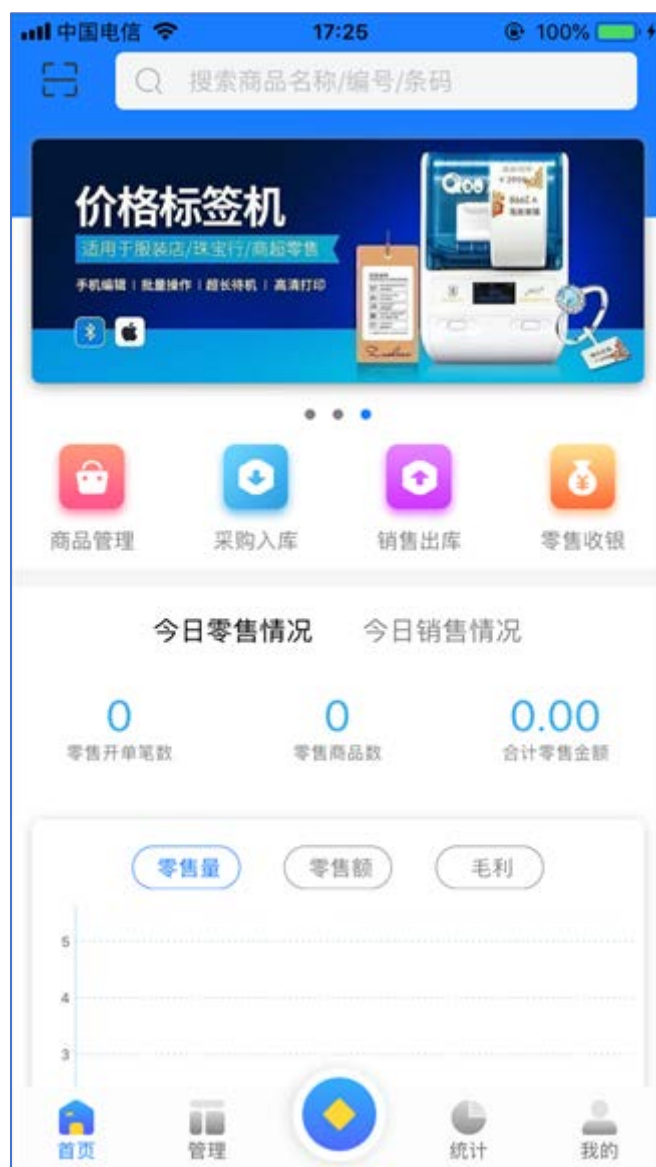 中国电信 17:25 100%
搜索商品名称/编号/条码
价格标签机
适用于服装店/珠宝行/商超零售
手机编辑 | 批量操作 | 超长待机 | 高清打印
商品管理 采购入库 销售出库 零售收银
今日零售情况 今日销售情况
0 0 0.00
零售开单笔数 零售商品数 合计零售金额
零售量 零售额 毛利
5
4
3
首页 管理 统计 我的